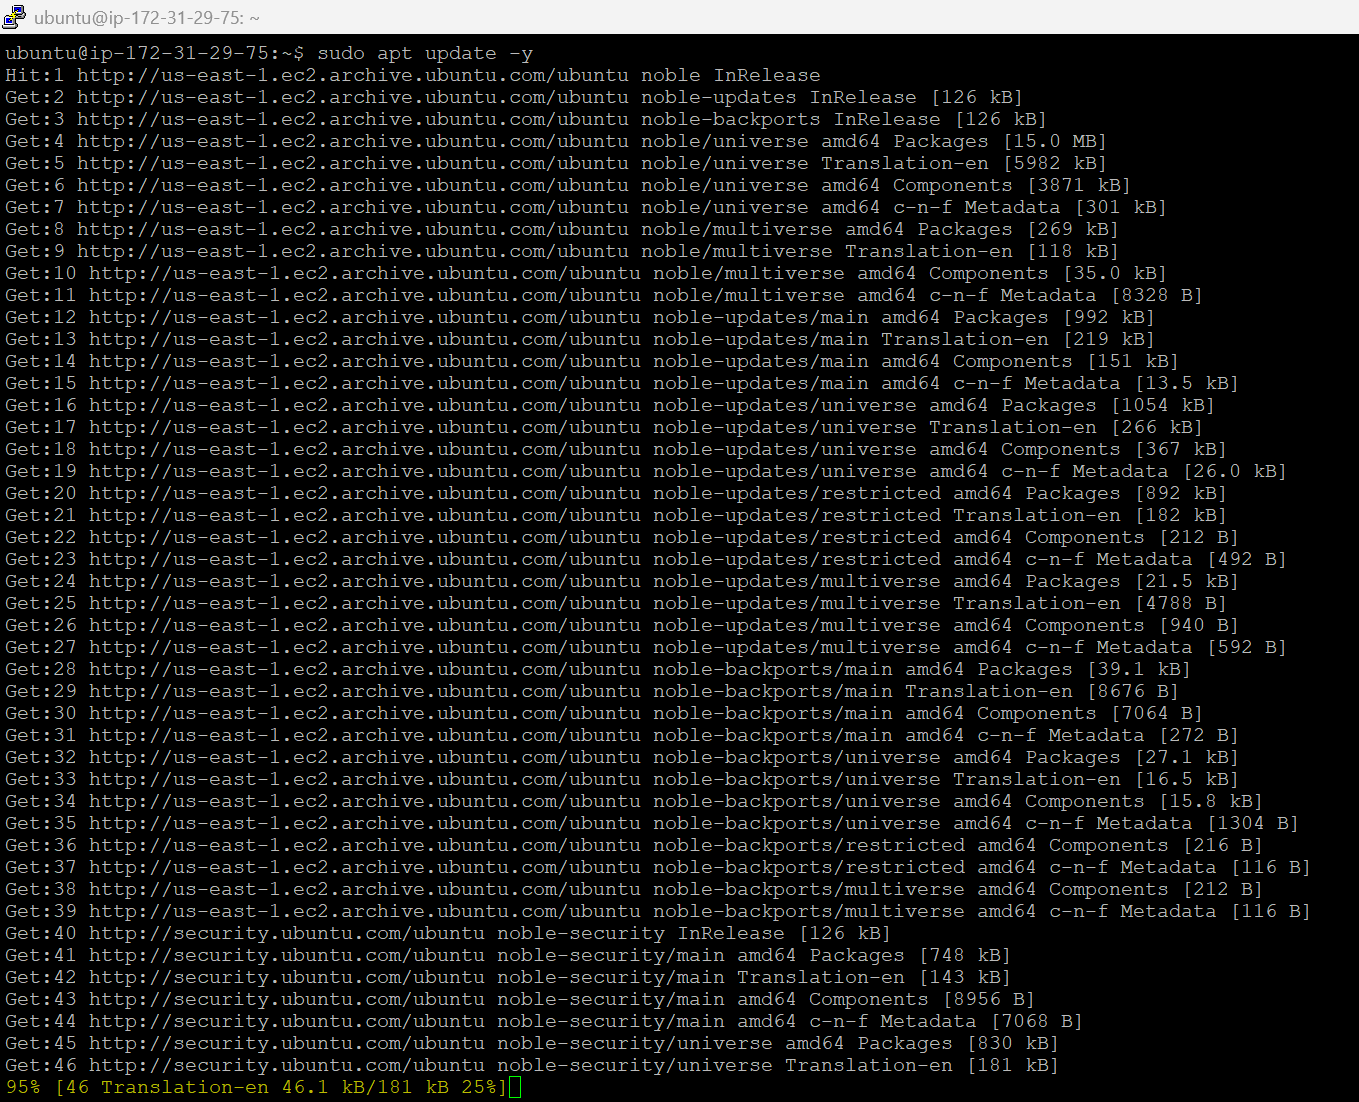 ubuntu@ip-172-31-29-75: ~
ubuntu@ip-172-31-29-75:~$ sudo apt update -y
Hit:1 http://us-east-1.ec2.archive.ubuntu.com/ubuntu noble InRelease
Get:2 http://us-east-1.ec2.archive.ubuntu.com/ubuntu noble-updates InRelease [126 kB]
Get:3 http://us-east-1.ec2.archive.ubuntu.com/ubuntu noble-backports InRelease [126 kB]
Get:4 http://us-east-1.ec2.archive.ubuntu.com/ubuntu noble/universe amd64 Packages [15.0 MB]
Get:5 http://us-east-1.ec2.archive.ubuntu.com/ubuntu noble/universe Translation-en [5982 kB]
Get:6 http://us-east-1.ec2.archive.ubuntu.com/ubuntu noble/universe amd64 Components [3871 kB]
Get:7 http://us-east-1.ec2.archive.ubuntu.com/ubuntu noble/universe amd64 c-n-f Metadata [301 kB]
Get:8 http://us-east-1.ec2.archive.ubuntu.com/ubuntu noble/multiverse amd64 Packages [269 kB]
Get:9 http://us-east-1.ec2.archive.ubuntu.com/ubuntu noble/multiverse Translation-en [118 kB]
Get:10 http://us-east-1.ec2.archive.ubuntu.com/ubuntu noble/multiverse amd64 Components [35.0 kB]
Get:11 http://us-east-1.ec2.archive.ubuntu.com/ubuntu noble/multiverse amd64 c-n-f Metadata [8328 B]
Get:12 http://us-east-1.ec2.archive.ubuntu.com/ubuntu noble-updates/main amd64 Packages [992 kB]
Get:13 http://us-east-1.ec2.archive.ubuntu.com/ubuntu noble-updates/main Translation-en [219 kB]
Get:14 http://us-east-1.ec2.archive.ubuntu.com/ubuntu noble-updates/main amd64 Components [151 kB]
Get:15 http://us-east-1.ec2.archive.ubuntu.com/ubuntu noble-updates/main amd64 c-n-f Metadata [13.5 kB]
Get:16 http://us-east-1.ec2.archive.ubuntu.com/ubuntu noble-updates/universe amd64 Packages [1054 kB]
Get:17 http://us-east-1.ec2.archive.ubuntu.com/ubuntu noble-updates/universe Translation-en [266 kB]
Get:18 http://us-east-1.ec2.archive.ubuntu.com/ubuntu noble-updates/universe amd64 Components [367 kB]
Get:19 http://us-east-1.ec2.archive.ubuntu.com/ubuntu noble-updates/universe amd64 c-n-f Metadata [26.0 kB]
Get:20 http://us-east-1.ec2.archive.ubuntu.com/ubuntu noble-updates/restricted amd64 Packages [892 kB]
Get:21 http://us-east-1.ec2.archive.ubuntu.com/ubuntu noble-updates/restricted Translation-en [182 kB]
Get:22 http://us-east-1.ec2.archive.ubuntu.com/ubuntu noble-updates/restricted amd64 Components [212 B]
Get:23 http://us-east-1.ec2.archive.ubuntu.com/ubuntu noble-updates/restricted amd64 c-n-f Metadata [492 B]
Get:24 http://us-east-1.ec2.archive.ubuntu.com/ubuntu noble-updates/multiverse amd64 Packages [21.5 kB]
Get:25 http://us-east-1.ec2.archive.ubuntu.com/ubuntu noble-updates/multiverse Translation-en [4788 B]
Get:26 http://us-east-1.ec2.archive.ubuntu.com/ubuntu noble-updates/multiverse amd64 Components [940 B]
Get:27 http://us-east-1.ec2.archive.ubuntu.com/ubuntu noble-updates/multiverse amd64 c-n-f Metadata [592 B]
Get:28 http://us-east-1.ec2.archive.ubuntu.com/ubuntu noble-backports/main amd64 Packages [39.1 kB]
Get:29 http://us-east-1.ec2.archive.ubuntu.com/ubuntu noble-backports/main Translation-en [8676 B]
Get:30 http://us-east-1.ec2.archive.ubuntu.com/ubuntu noble-backports/main amd64 Components [7064 B]
Get:31 http://us-east-1.ec2.archive.ubuntu.com/ubuntu noble-backports/main amd64 c-n-f Metadata [272 B]
Get:32 http://us-east-1.ec2.archive.ubuntu.com/ubuntu noble-backports/universe amd64 Packages [27.1 kB]
Get:33 http://us-east-1.ec2.archive.ubuntu.com/ubuntu noble-backports/universe Translation-en [16.5 kB]
Get:34 http://us-east-1.ec2.archive.ubuntu.com/ubuntu noble-backports/universe amd64 Components [15.8 kB]
Get:35 http://us-east-1.ec2.archive.ubuntu.com/ubuntu noble-backports/universe amd64 c-n-f Metadata [1304 B]
Get:36 http://us-east-1.ec2.archive.ubuntu.com/ubuntu noble-backports/restricted amd64 Components [216 B]
Get:37 http://us-east-1.ec2.archive.ubuntu.com/ubuntu noble-backports/restricted amd64 c-n-f Metadata [116 B]
Get:38 http://us-east-1.ec2.archive.ubuntu.com/ubuntu noble-backports/multiverse amd64 Components [212 B]
Get:39 http://us-east-1.ec2.archive.ubuntu.com/ubuntu noble-backports/multiverse amd64 c-n-f Metadata [116 B]
Get:40 http://security.ubuntu.com/ubuntu noble-security InRelease [126 kB]
Get:41 http://security.ubuntu.com/ubuntu noble-security/main amd64 Packages [748 kB]
Get:42 http://security.ubuntu.com/ubuntu noble-security/main Translation-en [143 kB]
Get:43 http://security.ubuntu.com/ubuntu noble-security/main amd64 Components [8956 B]
Get:44 http://security.ubuntu.com/ubuntu noble-security/main amd64 c-n-f Metadata [7068 B]
Get:45 http://security.ubuntu.com/ubuntu noble-security/universe amd64 Packages [830 kB]
Get:46 http://security.ubuntu.com/ubuntu noble-security/universe Translation-en [181 kB]
95% [46 Translation-en 46.1 kB/181 kB 25%]